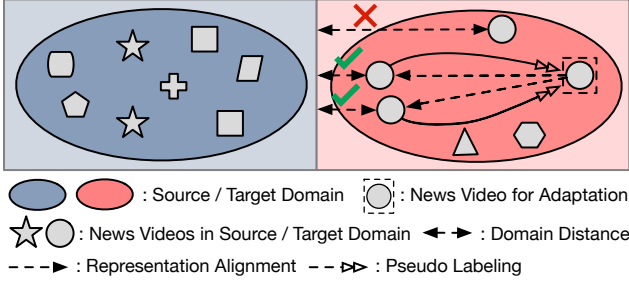 : Source / Target Domain : News Video for Adaptation
: News Videos in Source / Target Domain : Domain Distance
: Representation Alignment : Pseudo Labeling